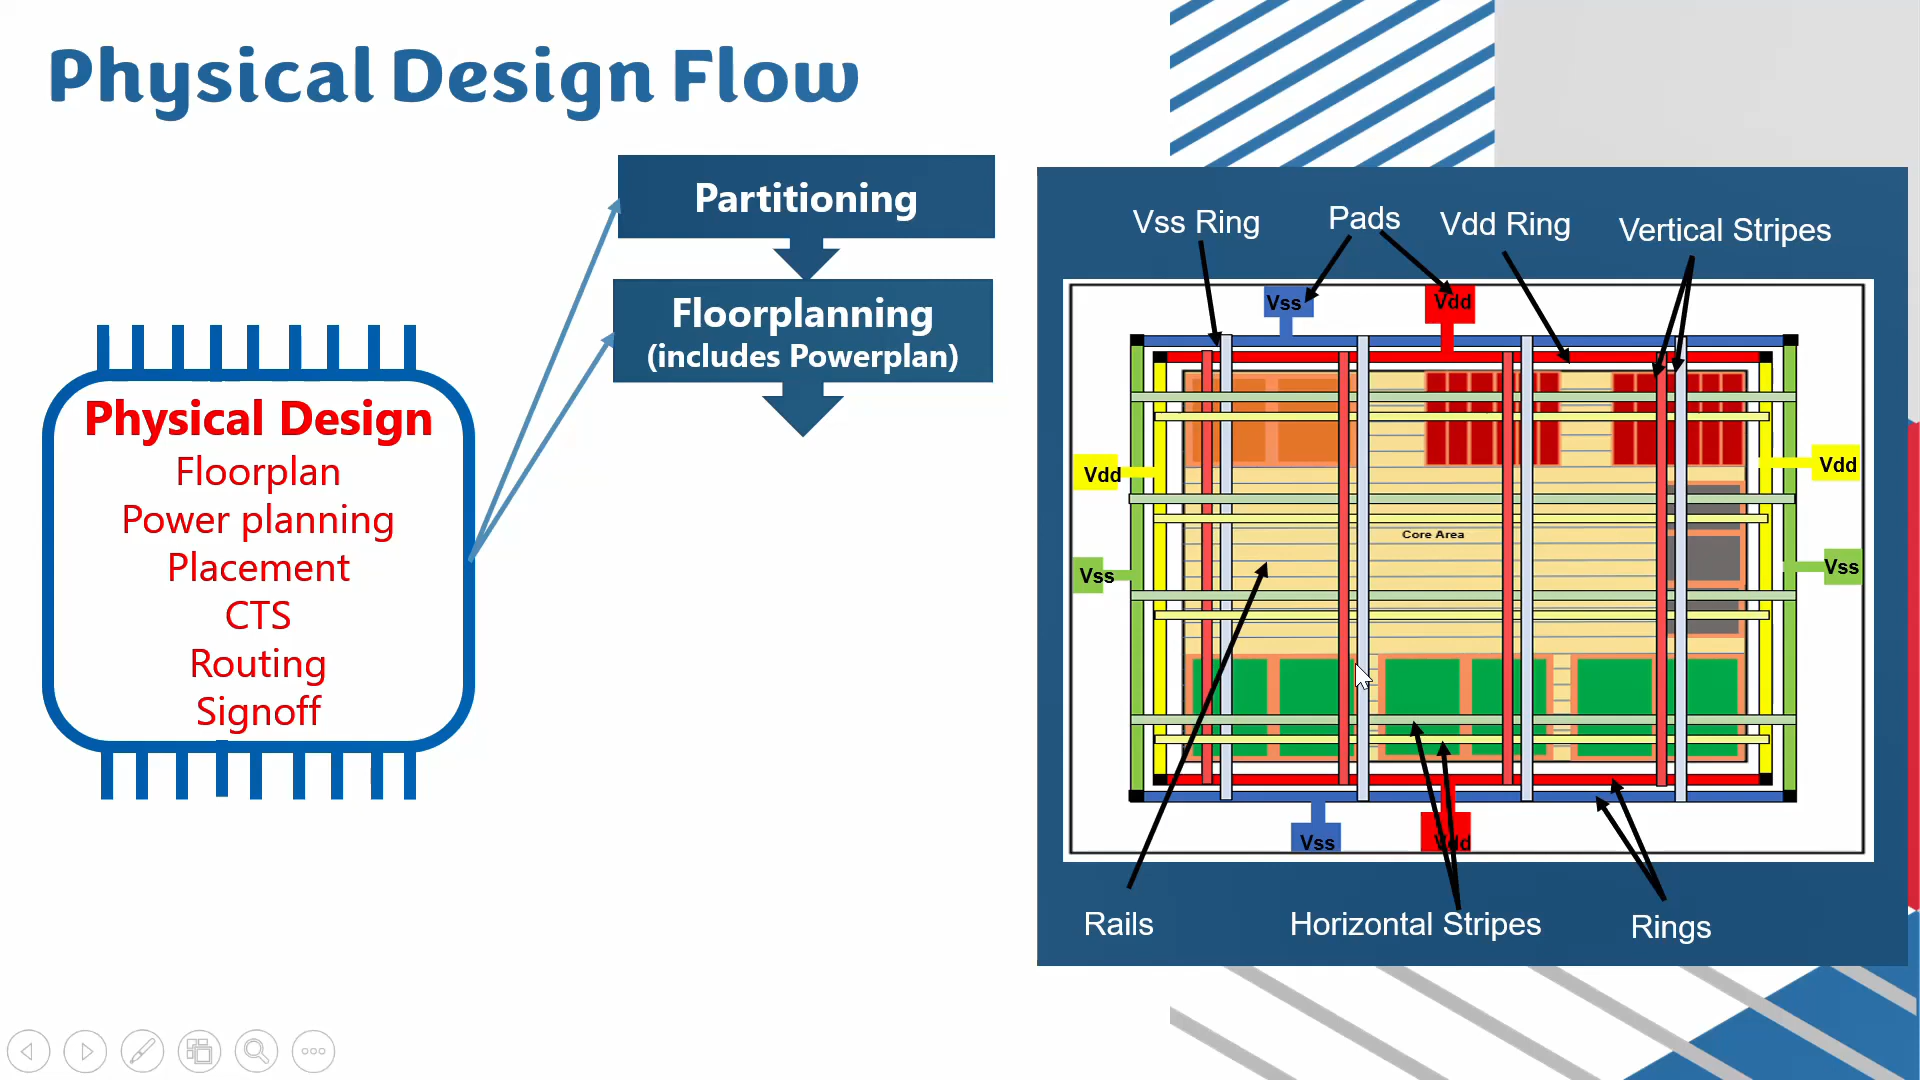 Physical Design Flow
Partitioning
Floorplanning
(includes Powerplan)
Physical Design
Floorplan
Power planning
Placement
CTS
Routing
Signoff
Vss Ring
Pads
Vdd Ring
Vertical Stripes
Vss
Vdd
Vdd
Vdd
Core Area
Vss
Vss
Vss
Vdd
Rails
Horizontal Stripes
Rings